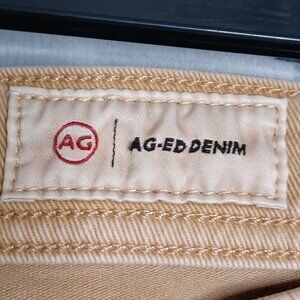 AG | AG-ED DENIM